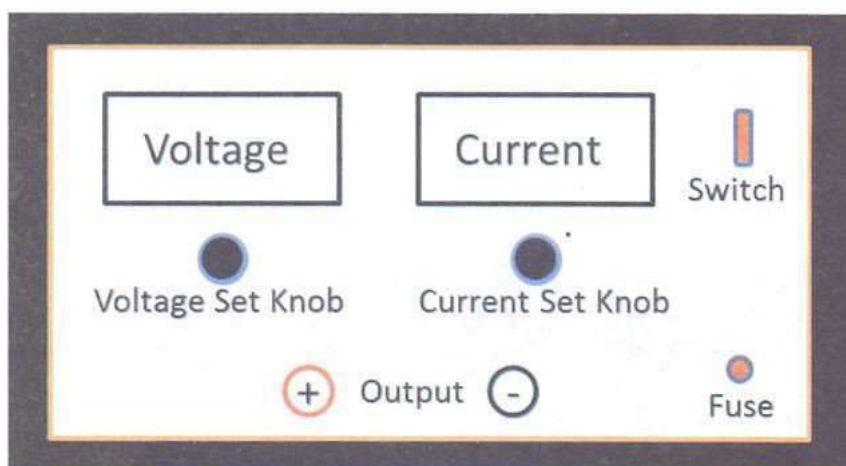 Voltage
Current
Switch
Voltage Set Knob
Current Set Knob
+ Output -
Fuse